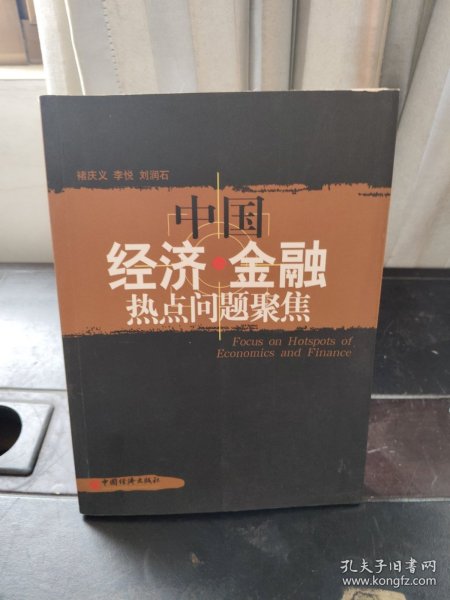 褚庆义 李悦 刘润石
中国
经济·金融
热点问题聚焦
Focus on Hotspots of
Economics and Finance
中国经济出版社
孔夫子旧书网
www.kongfz.com